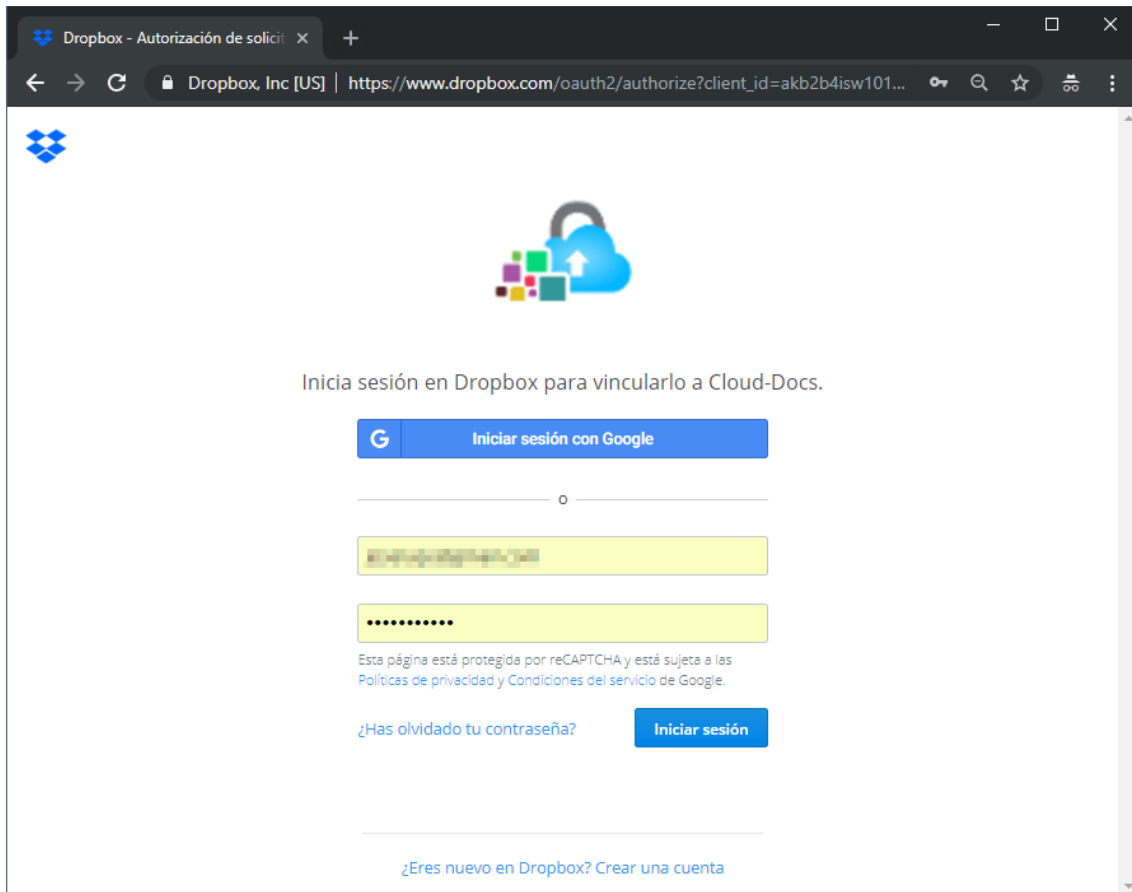 Dropbox - Autorización de solicit
Dropbox, Inc [US] | https://www.dropbox.com/oauth2/authorize?client_id=akb2b4isw101...
Inicia sesión en Dropbox para vincularlo a Cloud-Docs.
G Iniciar sesión con Google
o
•••••••••••
Esta página está protegida por reCAPTCHA y está sujeta a las
Políticas de privacidad y Condiciones del servicio de Google.
¿Has olvidado tu contraseña? Iniciar sesión
¿Eres nuevo en Dropbox? Crear una cuenta